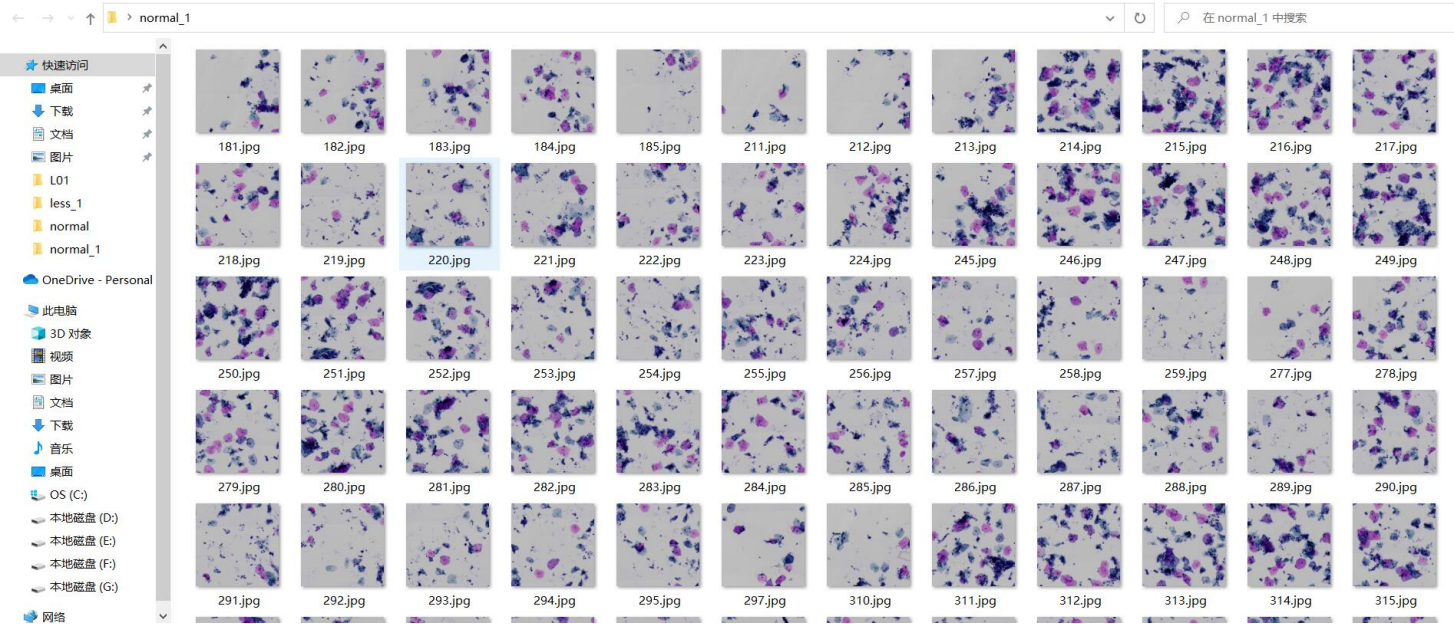 normal_1
在 normal_1 中搜索
快速访问
桌面
下载
文档
图片
L01
less_1
normal
normal_1
OneDrive - Personal
此电脑
3D 对象
视频
图片
文档
下载
音乐
桌面
OS (C:)
本地磁盘 (D:)
本地磁盘 (E:)
本地磁盘 (F:)
本地磁盘 (G:)
网络
181.jpg 182.jpg 183.jpg 184.jpg 185.jpg 211.jpg 212.jpg 213.jpg 214.jpg 215.jpg 216.jpg 217.jpg
218.jpg 219.jpg 220.jpg 221.jpg 222.jpg 223.jpg 224.jpg 245.jpg 246.jpg 247.jpg 248.jpg 249.jpg
250.jpg 251.jpg 252.jpg 253.jpg 254.jpg 255.jpg 256.jpg 257.jpg 258.jpg 259.jpg 277.jpg 278.jpg
279.jpg 280.jpg 281.jpg 282.jpg 283.jpg 284.jpg 285.jpg 286.jpg 287.jpg 288.jpg 289.jpg 290.jpg
291.jpg 292.jpg 293.jpg 294.jpg 295.jpg 297.jpg 310.jpg 311.jpg 312.jpg 313.jpg 314.jpg 315.jpg